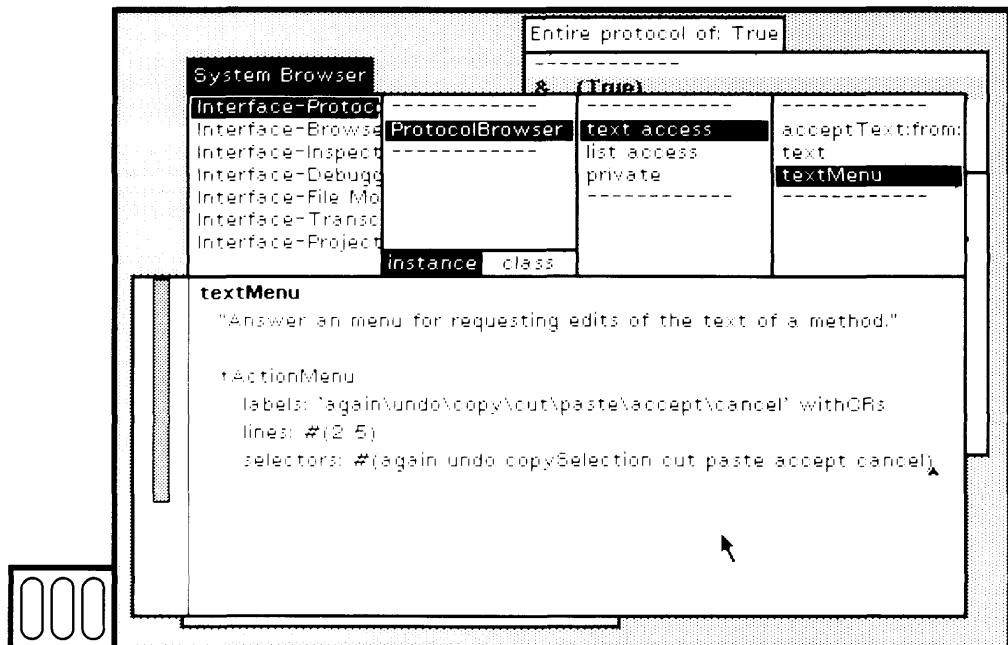 Entire protocol of: True
------------
System Browser
& (True)
Interface-Protoc
Interface-Browse
Interface-Inspect
Interface-Debugg
Interface-File Mo
Interface-Transc
Interface-Project
------------
ProtocolBrowser
------------
instance class
------------
text access
list access
private
------------
------------
acceptText:from:
text
textMenu
------------
textMenu
"Answer an menu for requesting edits of the text of a method."
↑ActionMenu
labels: 'again\undo\copy\cut\paste\accept\cancel' withCRs
lines: #(2 5)
selectors: #(again undo copySelection cut paste accept cancel)